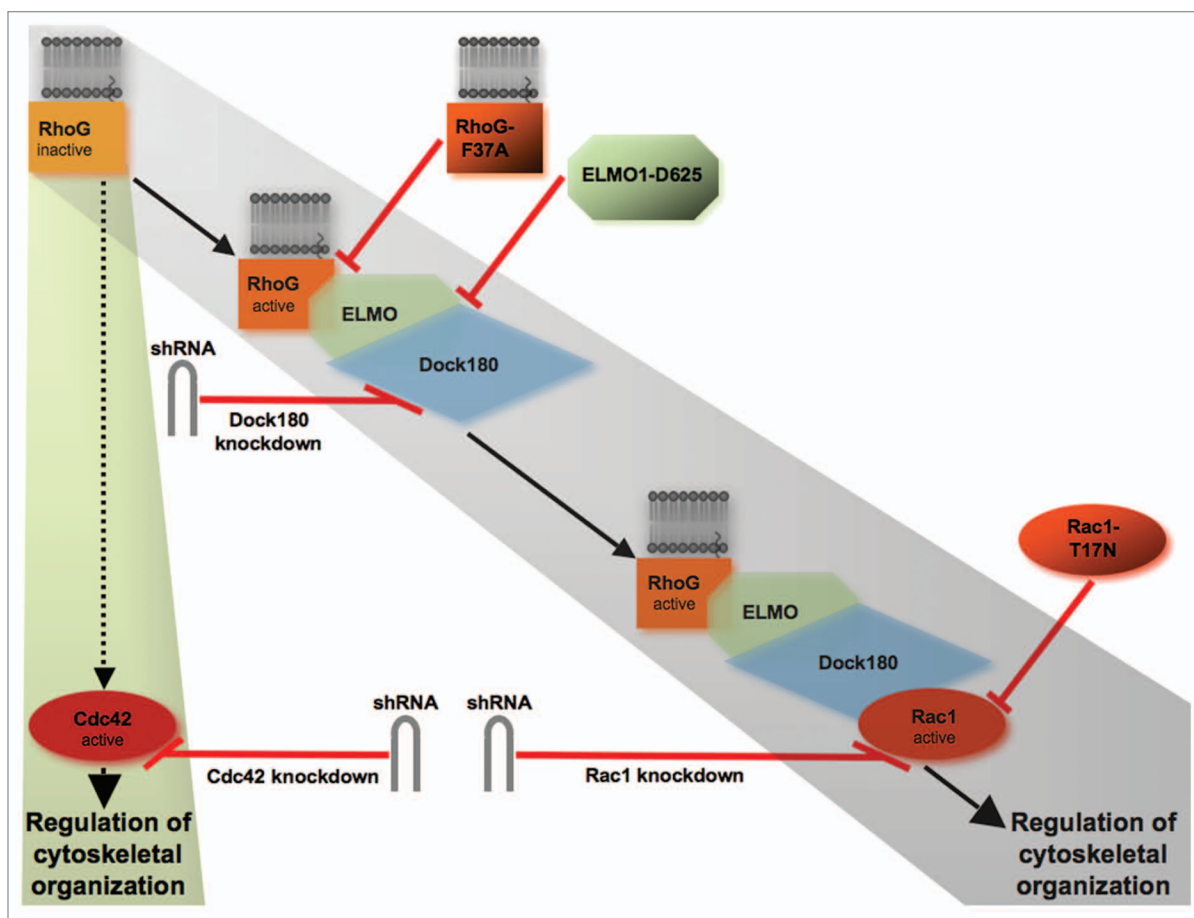 RhoG
inactive
RhoG-
F37A
ELMO1-D625
RhoG
active
ELMO
Dock180
shRNA
Dock180
knockdown
Rac1-
T17N
RhoG
active
ELMO
Dock180
Cdc42
active
shRNA
shRNA
Rac1
active
Cdc42 knockdown
Rac1 knockdown
Regulation of
cytoskeletal
organization
Regulation of
cytoskeletal
organization